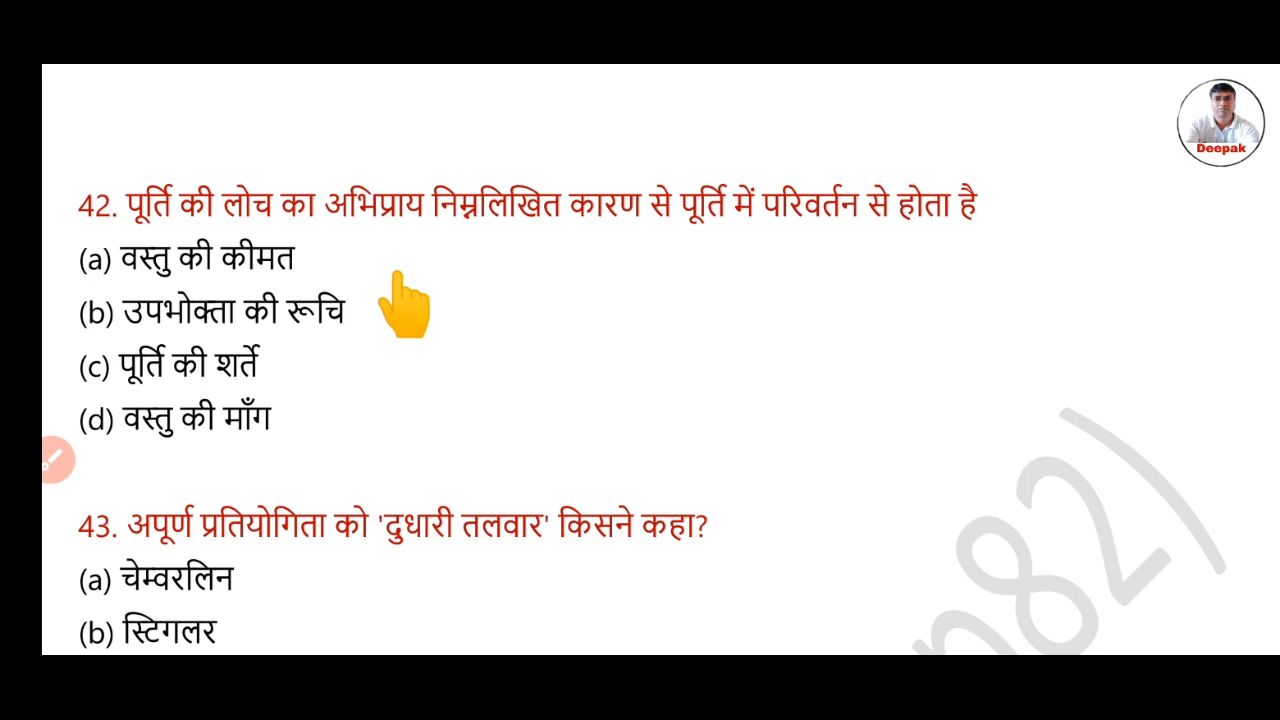 Deepak
42. पूर्ति की लोच का अभिप्राय निम्नलिखित कारण से पूर्ति में परिवर्तन से होता है
(a) वस्तु की कीमत
(b) उपभोक्ता की रूचि
(c) पूर्ति की शर्ते
(d) वस्तु की माँग
43. अपूर्ण प्रतियोगिता को 'दुधारी तलवार' किसने कहा?
(a) चेम्वरलिन
(b) स्टिगलर